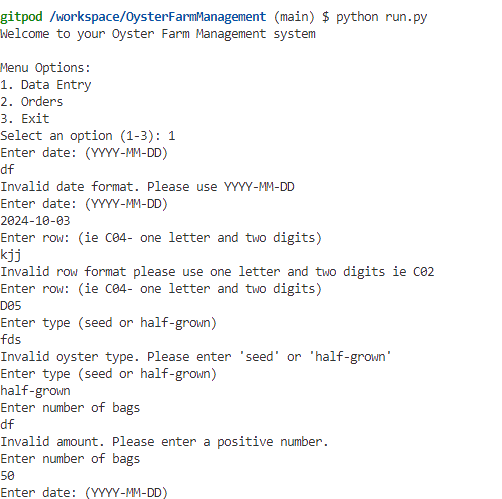 gitpod /workspace/OysterFarmManagement (main) $ python run.py
Welcome to your Oyster Farm Management system
Menu Options:
1. Data Entry
2. Orders
3. Exit
Select an option (1-3): 1
Enter date: (YYYY-MM-DD)
df
Invalid date format. Please use YYYY-MM-DD
Enter date: (YYYY-MM-DD)
2024-10-03
Enter row: (ie C04- one letter and two digits)
kjj
Invalid row format please use one letter and two digits ie C02
Enter row: (ie C04- one letter and two digits)
D05
Enter type (seed or half-grown)
fds
Invalid oyster type. Please enter 'seed' or 'half-grown'
Enter type (seed or half-grown)
half-grown
Enter number of bags
df
Invalid amount. Please enter a positive number.
Enter number of bags
50
Enter date: (YYYY-MM-DD)